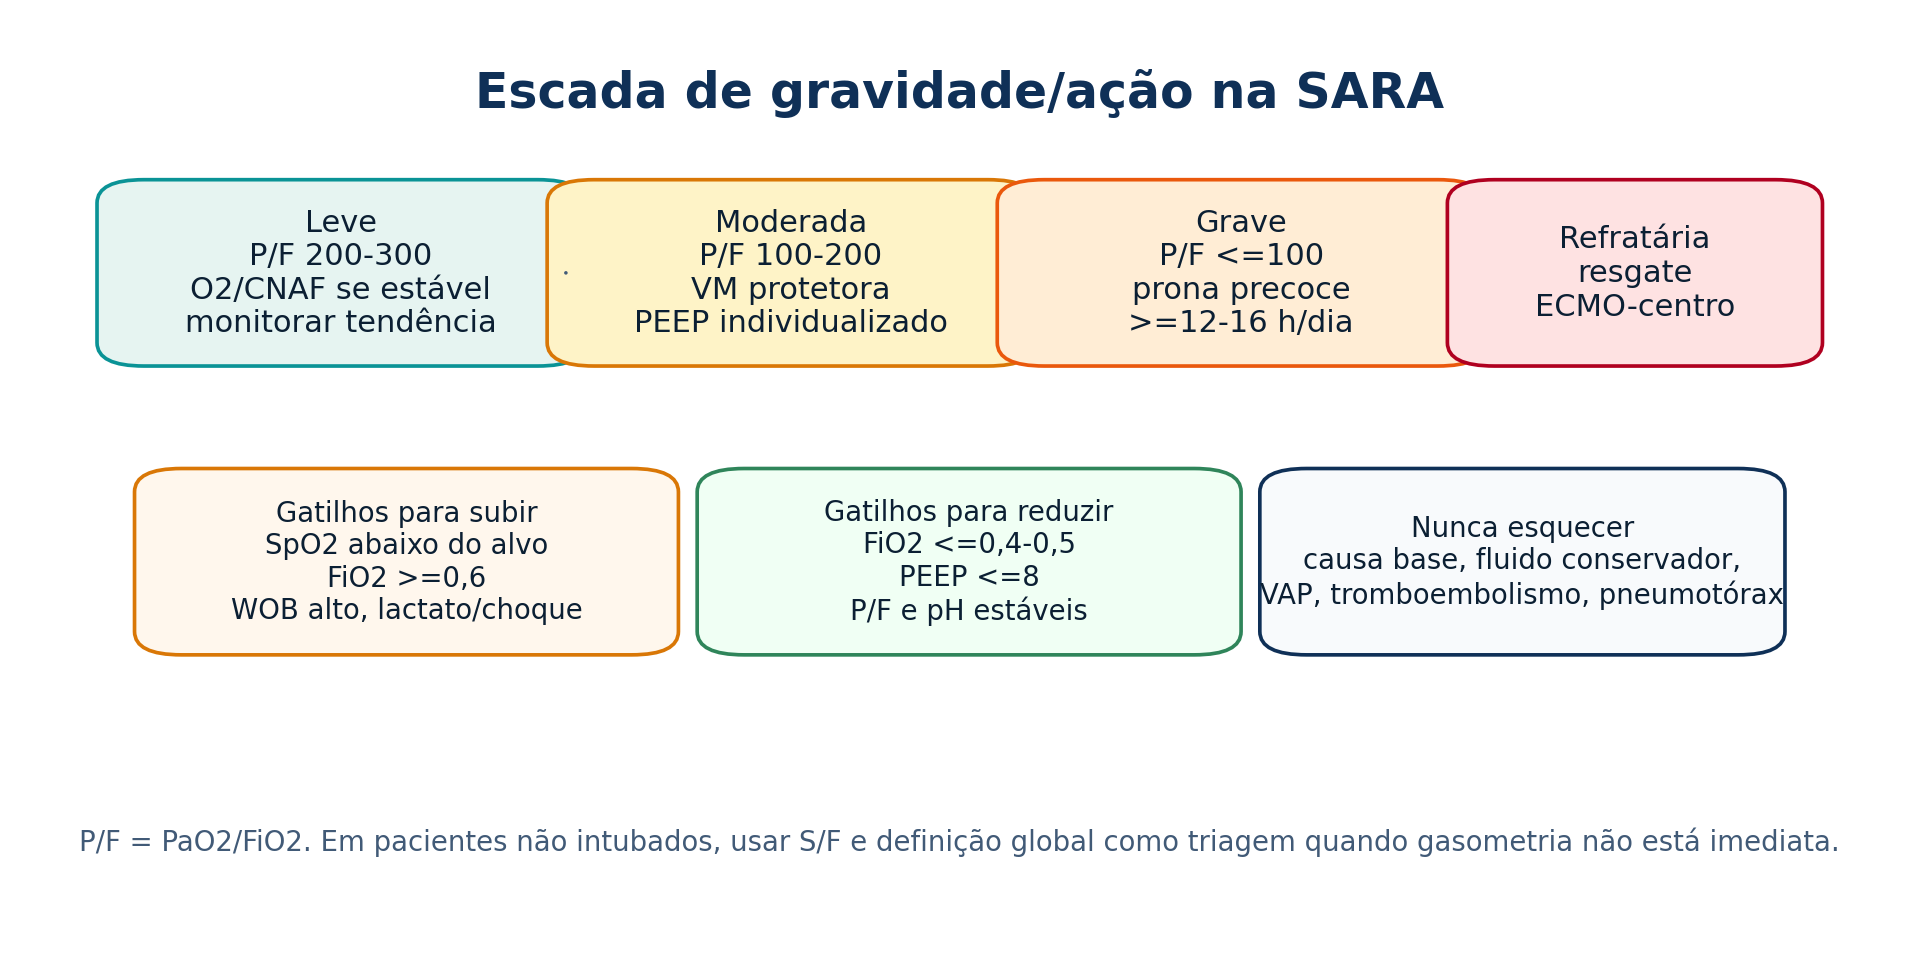 Escada de gravidade/ação na SARA
Leve
P/F 200-300
O2/CNAF se estável
monitorar tendência
Moderada
P/F 100-200
VM protetora
PEEP individualizado
Grave
P/F <=100
prona precoce
>=12-16 h/dia
Refratária
resgate
ECMO-centro
Gatilhos para subir
SpO2 abaixo do alvo
FiO2 >=0,6
WOB alto, lactato/choque
Gatilhos para reduzir
FiO2 <=0,4-0,5
PEEP <=8
P/F e pH estáveis
Nunca esquecer
causa base, fluido conservador,
VAP, tromboembolismo, pneumotórax
P/F = PaO2/FiO2. Em pacientes não intubados, usar S/F e definição global como triagem quando gasometria não está imediata.